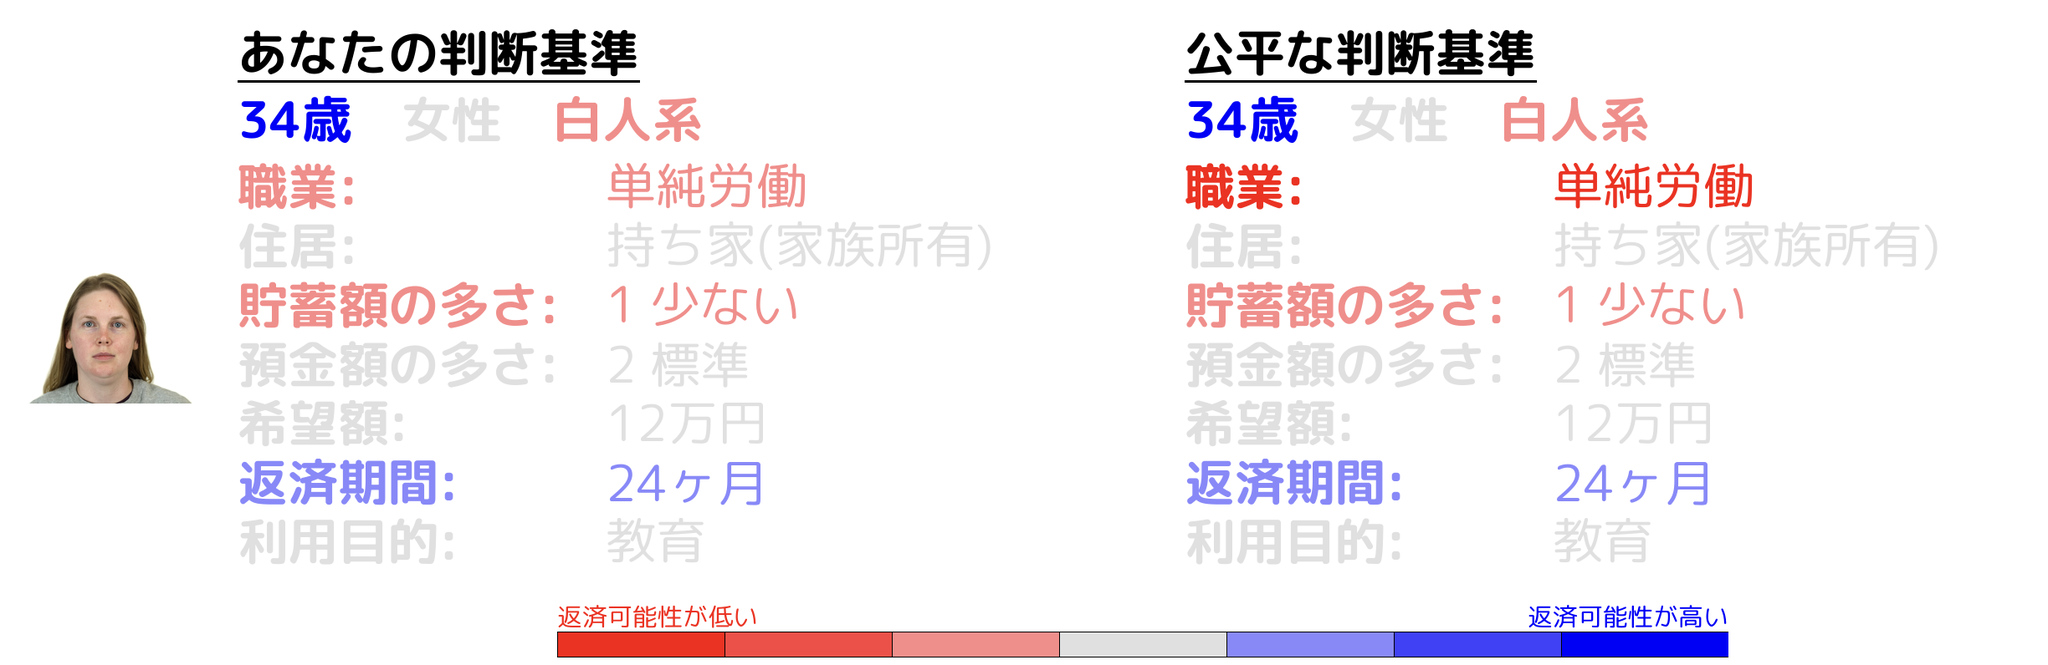 あなたの判断基準
34歳 女性 白人系
職業: 単純労働
住居: 持ち家(家族所有)
貯蓄額の多さ: 1 少ない
預金額の多さ: 2 標準
希望額: 12万円
返済期間: 24ヶ月
利用目的: 教育
公平な判断基準
34歳 女性 白人系
職業: 単純労働
住居: 持ち家(家族所有)
貯蓄額の多さ: 1 少ない
預金額の多さ: 2 標準
希望額: 12万円
返済期間: 24ヶ月
利用目的: 教育
返済可能性が低い
返済可能性が高い